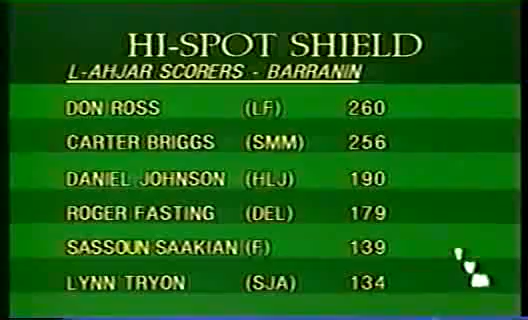 HI-SPOT SHIELD
L-AHJAR SCORERS - BARRANIN
DON ROSS (LF) 260
CARTER BRIGGS (SMM) 256
DANIEL JOHNSON (HLJ) 190
ROGER FASTING (DEL) 179
SASSOUN SAAKIAN (F) 139
LYNN TRYON (SJA) 134